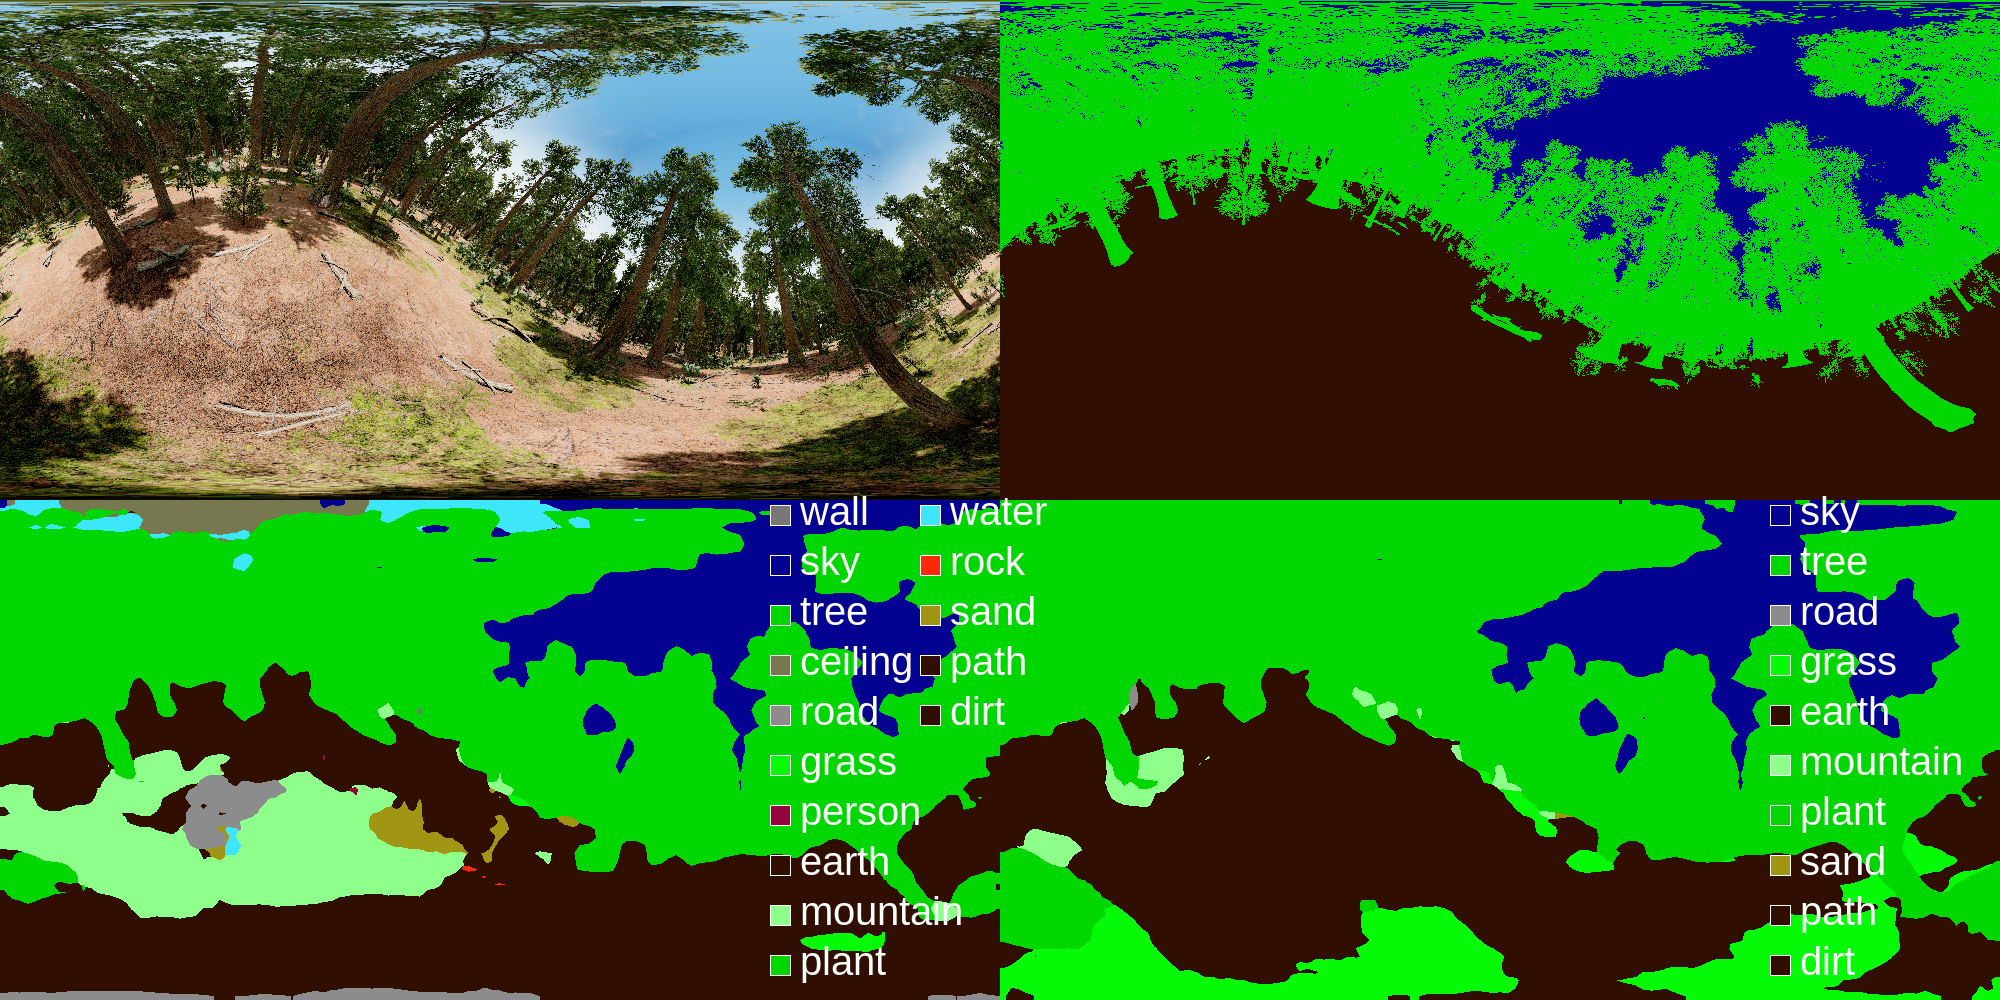 wall
sky
tree
ceiling
road
grass
person
earth
mountain
plant
water
rock
sand
path
dirt
sky
tree
road
grass
earth
mountain
plant
sand
path
dirt